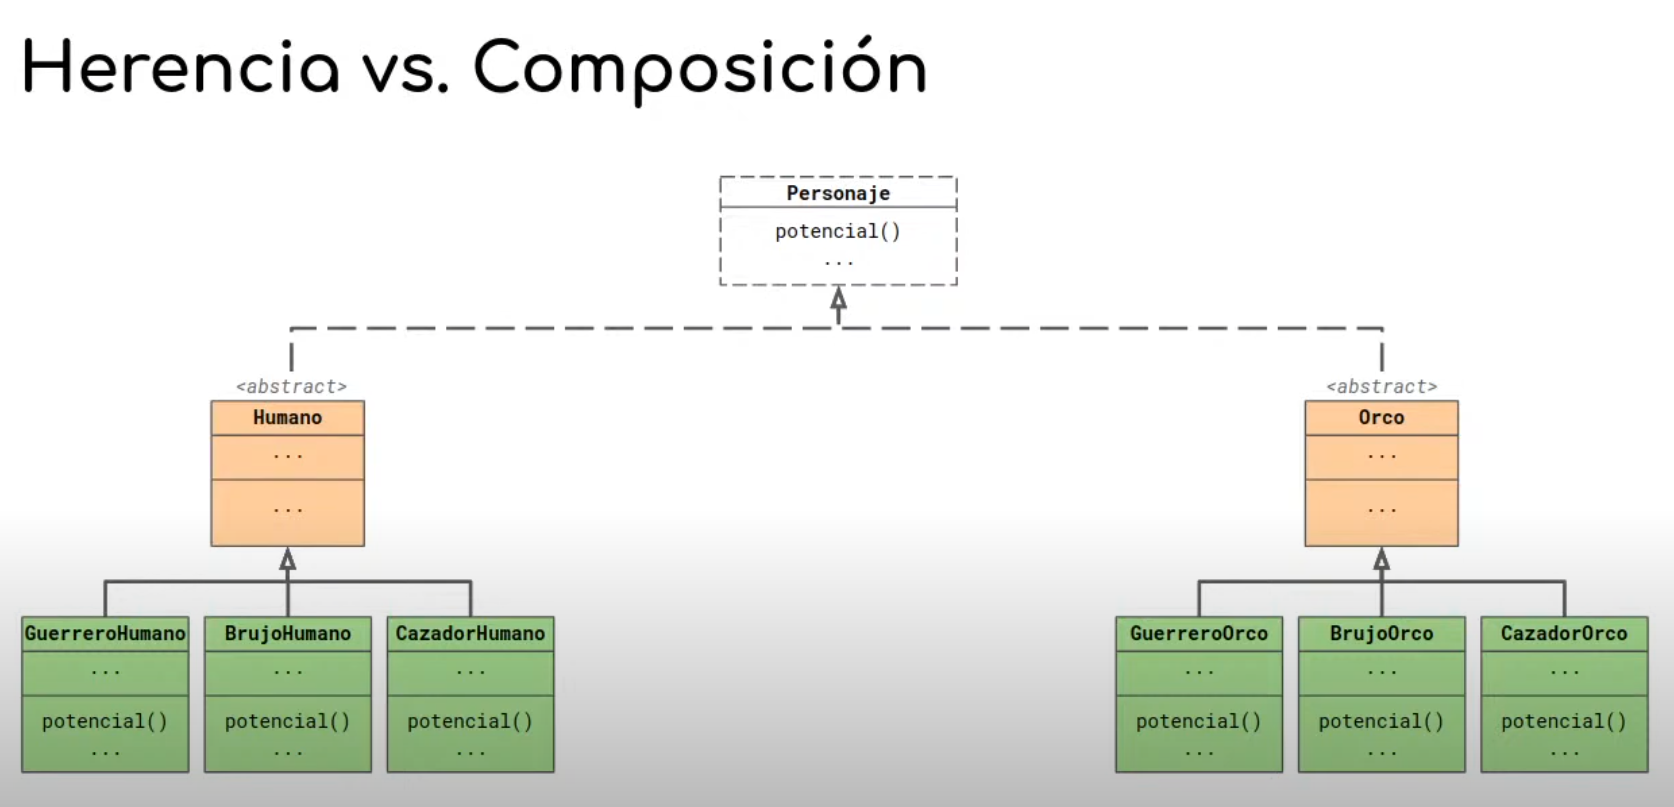 Herencia vs. Composición
Personaje
potencial()
...
<abstract>
Humano
...
...
<abstract>
Orco
...
...
GuerreroHumano
...
potencial()
...
BrujoHumano
...
potencial()
...
CazadorHumano
...
potencial()
...
GuerreroOrco
...
potencial()
...
BrujoOrco
...
potencial()
...
CazadorOrco
...
potencial()
...